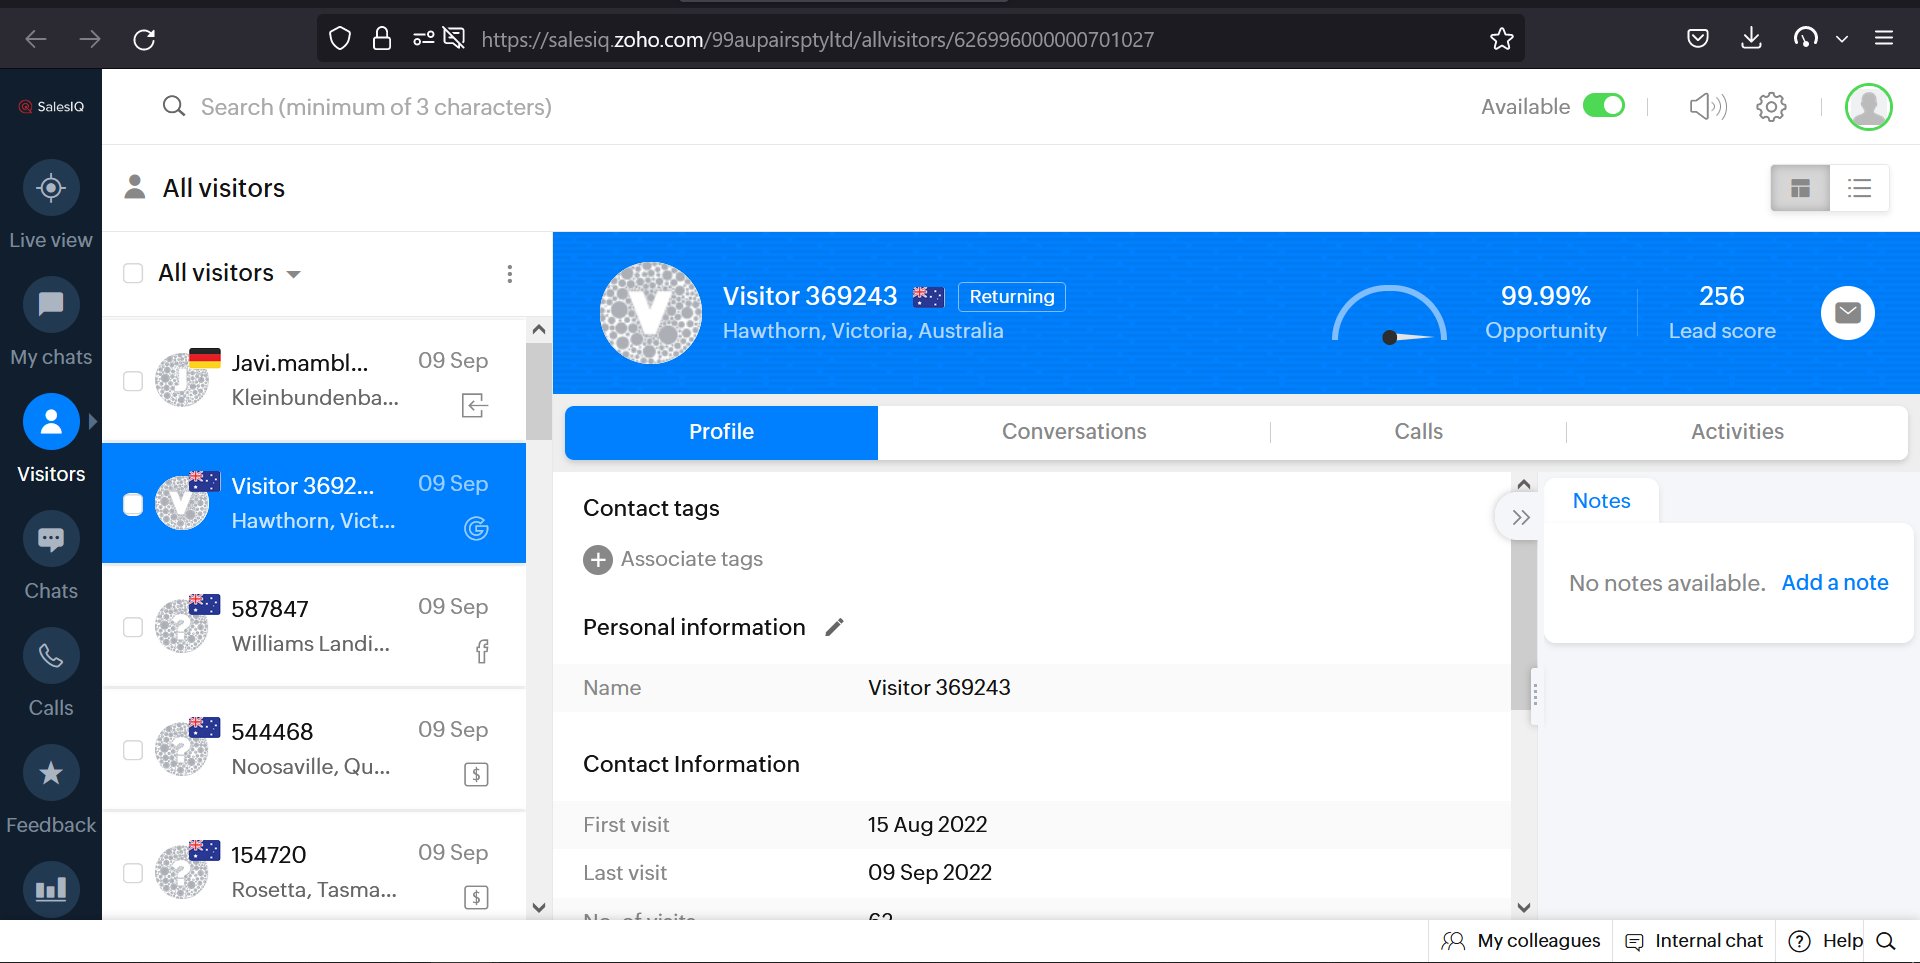 https://salesiq.zoho.com/99aupairsptyltd/allvisitors/626996000000701027
SalesIQ
Search (minimum of 3 characters)
Available
All visitors
Live view
My chats
Visitors
Chats
Calls
Feedback
All visitors
Javi.mambl...
09 Sep
Kleinbundenba...
Visitor 3692...
09 Sep
Hawthorn, Vict...
587847
09 Sep
Williams Landi...
544468
09 Sep
Noosaville, Qu...
154720
09 Sep
Rosetta, Tasma...
Visitor 369243
Returning
Hawthorn, Victoria, Australia
99.99%
Opportunity
256
Lead score
Profile
Conversations
Calls
Activities
Contact tags
Associate tags
Personal information
Name
Visitor 369243
Contact Information
First visit
15 Aug 2022
Last visit
09 Sep 2022
No. of visits
62
Notes
No notes available. Add a note
My colleagues
Internal chat
Help